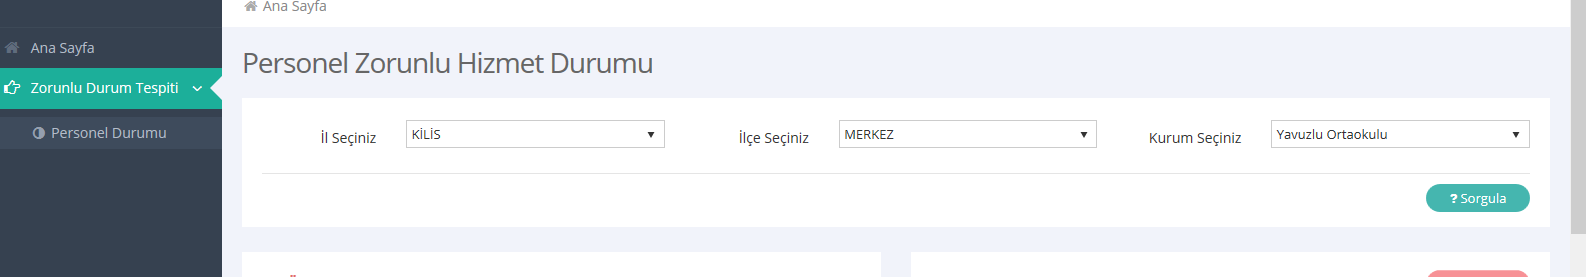 Ana Sayfa
Ana Sayfa
Zorunlu Durum Tespiti
Personel Durumu
Personel Zorunlu Hizmet Durumu
İl Seçiniz KİLİS İlçe Seçiniz MERKEZ Kurum Seçiniz Yavuzlu Ortaokulu
? Sorgula